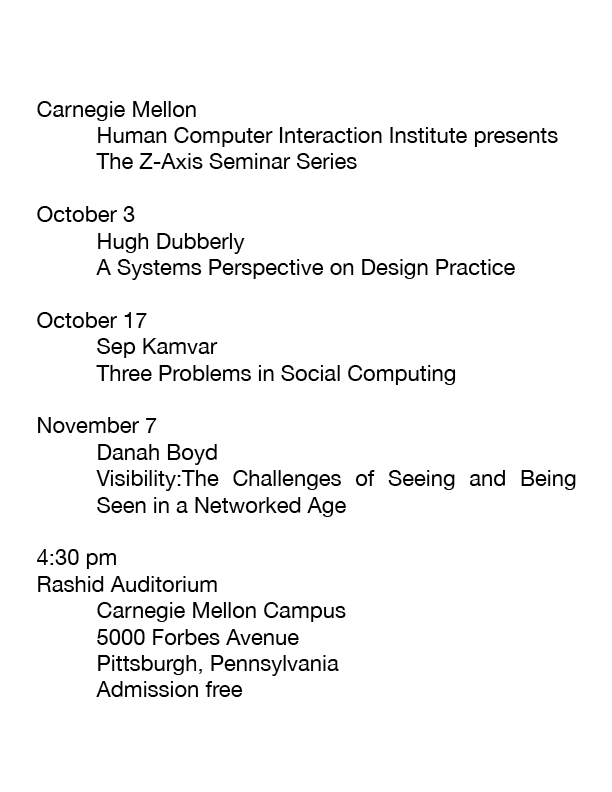 Carnegie Mellon
Human Computer Interaction Institute presents
The Z-Axis Seminar Series
October 3
Hugh Dubberly
A Systems Perspective on Design Practice
October 17
Sep Kamvar
Three Problems in Social Computing
November 7
Danah Boyd
Visibility:The Challenges of Seeing and Being
Seen in a Networked Age
4:30 pm
Rashid Auditorium
Carnegie Mellon Campus
5000 Forbes Avenue
Pittsburgh, Pennsylvania
Admission free